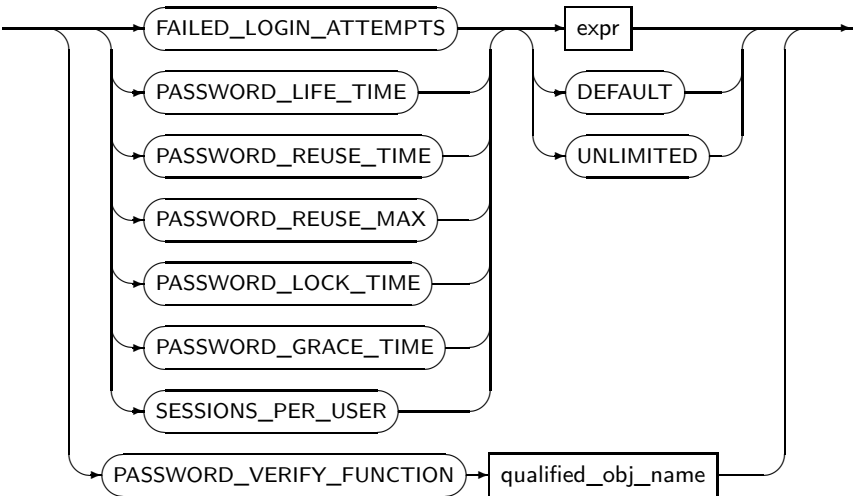 FAILED_LOGIN_ATTEMPTS expr
PASSWORD_LIFE_TIME DEFAULT
PASSWORD_REUSE_TIME UNLIMITED
PASSWORD_REUSE_MAX
PASSWORD_LOCK_TIME
PASSWORD_GRACE_TIME
SESSIONS_PER_USER
PASSWORD_VERIFY_FUNCTION qualified_obj_name